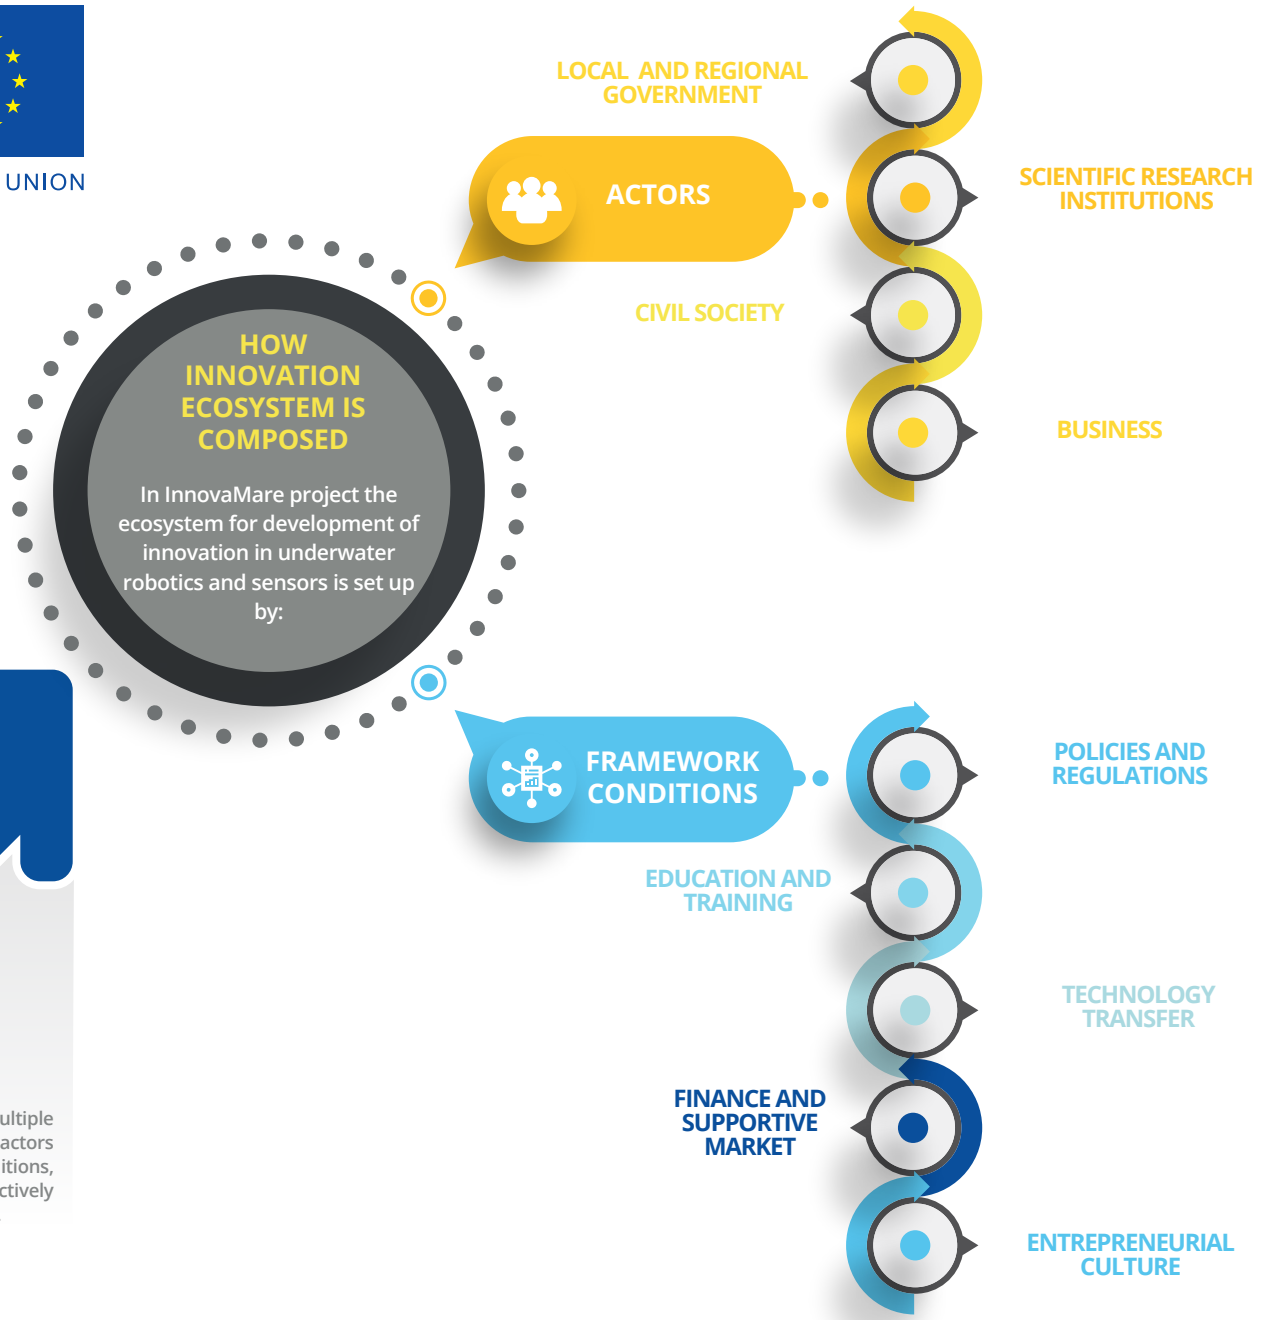 UNION
HOW
INNOVATION
ECOSYSTEM IS
COMPOSED
In InnovaMare project the
ecosystem for development of
innovation in underwater
robotics and sensors is set up
by:
ACTORS
LOCAL AND REGIONAL
GOVERNMENT
SCIENTIFIC RESEARCH
INSTITUTIONS
CIVIL SOCIETY
BUSINESS
FRAMEWORK
CONDITIONS
POLICIES AND
REGULATIONS
EDUCATION AND
TRAINING
TECHNOLOGY
TRANSFER
FINANCE AND
SUPPORTIVE
MARKET
ENTREPRENEURIAL
CULTURE
actors